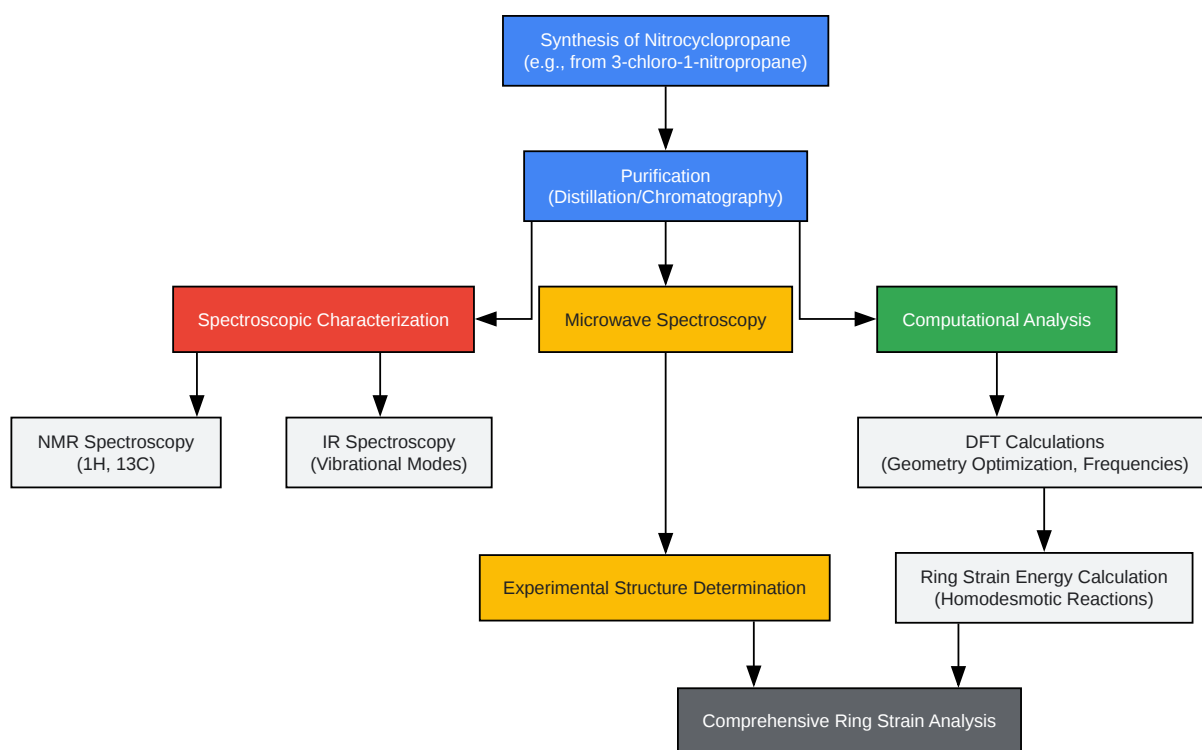 Synthesis of Nitrocyclopropane
(e.g., from 3-chloro-1-nitropropane)
Purification
(Distillation/Chromatography)
Spectroscopic Characterization
Microwave Spectroscopy
Computational Analysis
NMR Spectroscopy
(1H, 13C)
IR Spectroscopy
(Vibrational Modes)
DFT Calculations
(Geometry Optimization, Frequencies)
Experimental Structure Determination
Ring Strain Energy Calculation
(Homodesmotic Reactions)
Comprehensive Ring Strain Analysis